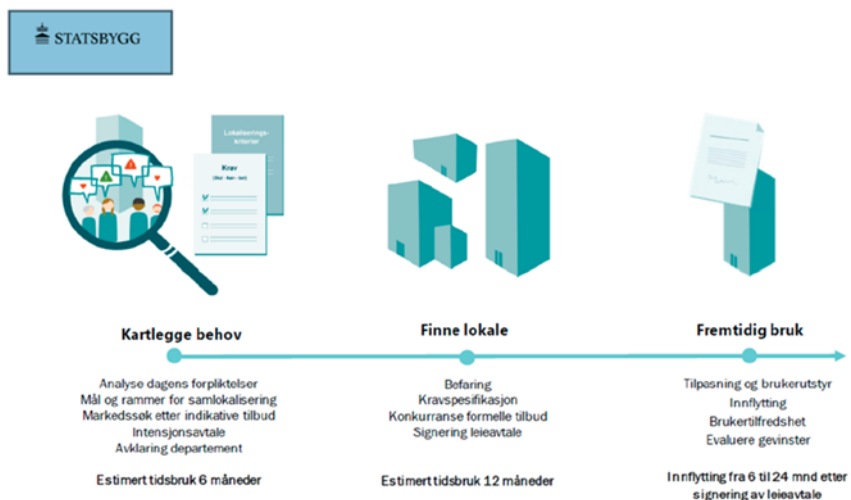 STATSBYGG
Lokaliserings-
kriterier
Krav
(Skal - Bør - Vel)
Kartlegge behov
Finne lokale
Fremtidig bruk
Analyse dagens forpliktelser
Mål og rammer for samlokalisering
Markedssøk etter indikative tilbud
Intensjonsavtale
Avklaring departement
Estimert tidsbruk 6 måneder
Befaring
Kravspesifikasjon
Konkurranse formelle tilbud
Signering leieavtale
Estimert tidsbruk 12 måneder
Tilpasning og brukerutstyr
Innflytting
Brukertilfredshet
Evaluere gevinster
Innflytting fra 6 til 24 mnd etter
signering av leieavtale